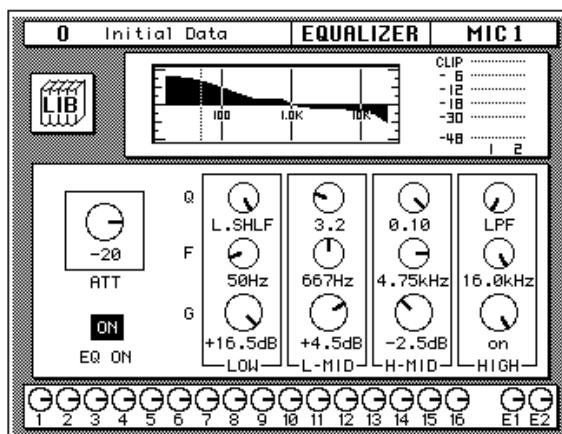 0 Initial Data EQUALIZER MIC 1
CLIP
- 6
-12
-18
-30
-48
1 2
LIB
100 1.0K 10K
Q
L.SHLF 3.2 0.10 LPF
-20
ATT
F
50Hz 667Hz 4.75kHz 16.0kHz
G
+16.5dB +4.5dB -2.5dB on
ON
EQ ON
LOW L-MID H-MID HIGH
1 2 3 4 5 6 7 8 9 10 11 12 13 14 15 16 E1 E2